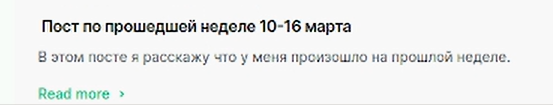 Пост по прошедшей неделе 10-16 марта
В этом посте я расскажу что у меня произошло на прошлой неделе.
Read more >